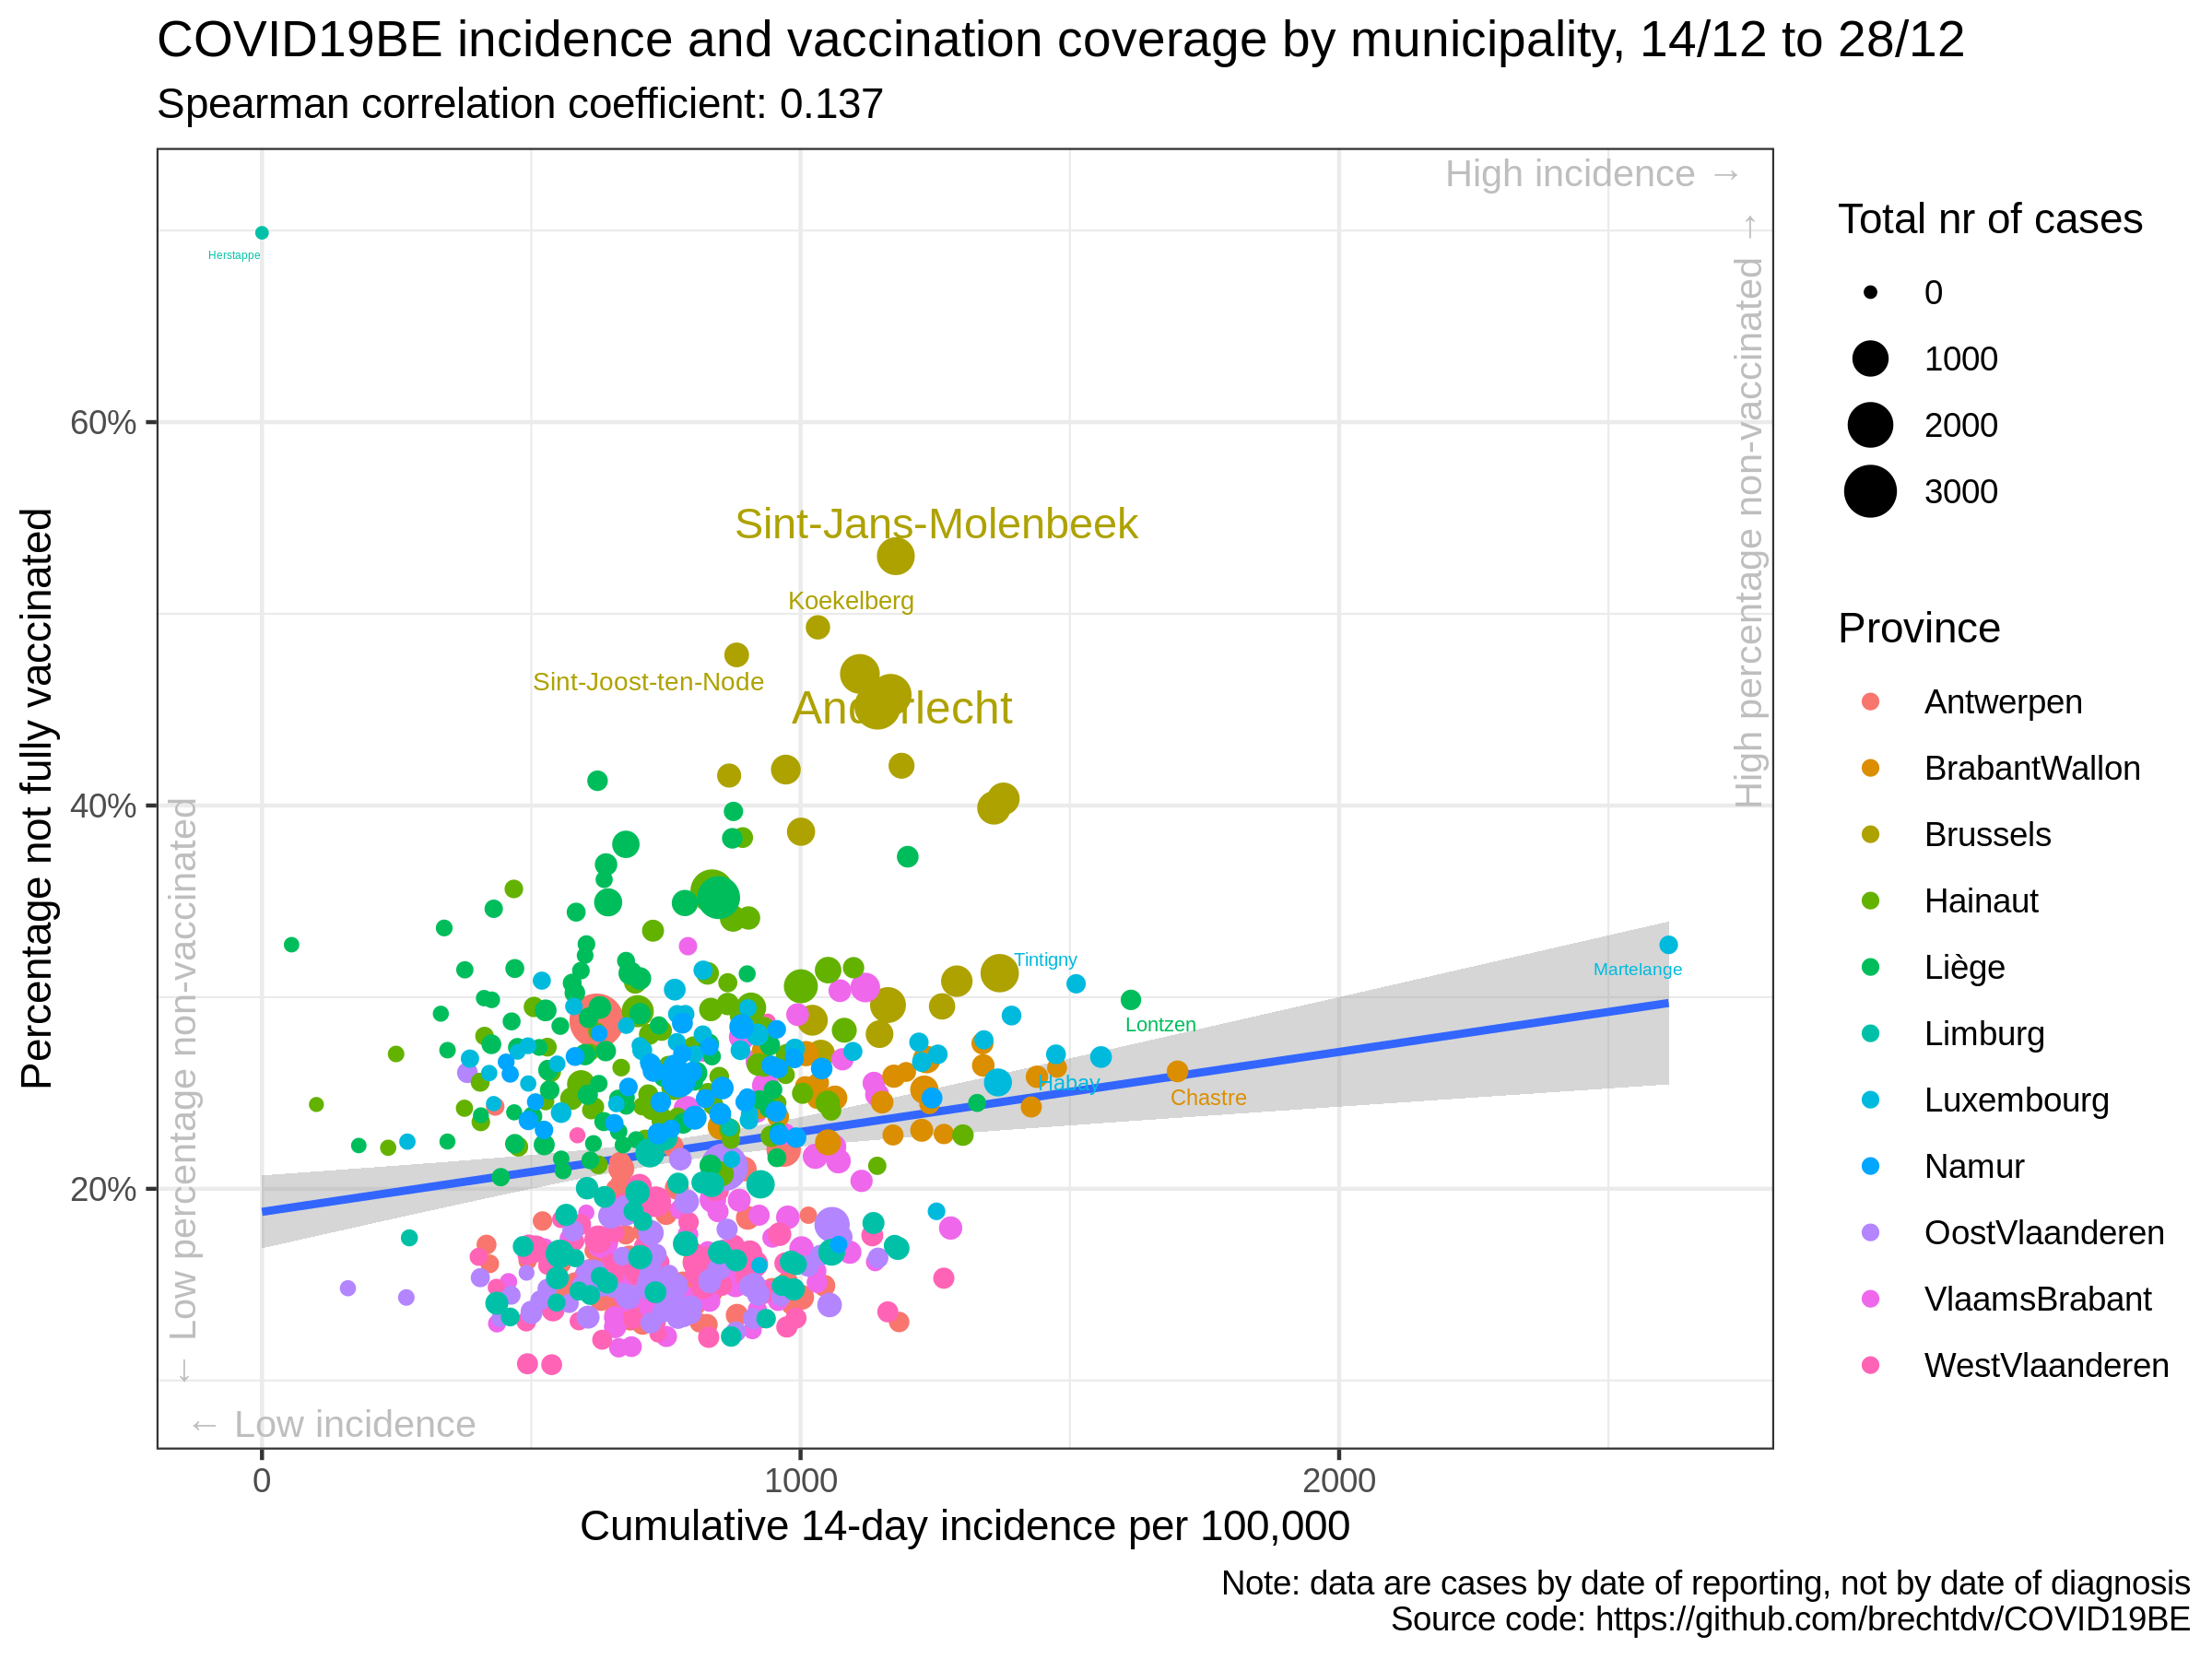 COVID19BE incidence and vaccination coverage by municipality, 14/12 to 28/12
Spearman correlation coefficient: 0.137
High incidence →
High percentage non-vaccinated →
Herstappe
Sint-Jans-Molenbeek
Koekelberg
Sint-Joost-ten-Node
Anderlecht
Tintigny
Martelange
Lontzen
Habay
Chastre
← Low percentage non-vaccinated
← Low incidence
60%
40%
20%
Percentage not fully vaccinated
0
1000
2000
Cumulative 14-day incidence per 100,000
Total nr of cases
0
1000
2000
3000
Province
Antwerpen
BrabantWallon
Brussels
Hainaut
Liège
Limburg
Luxembourg
Namur
OostVlaanderen
VlaamsBrabant
WestVlaanderen
Note: data are cases by date of reporting, not by date of diagnosis
Source code: https://github.com/brechtdv/COVID19BE